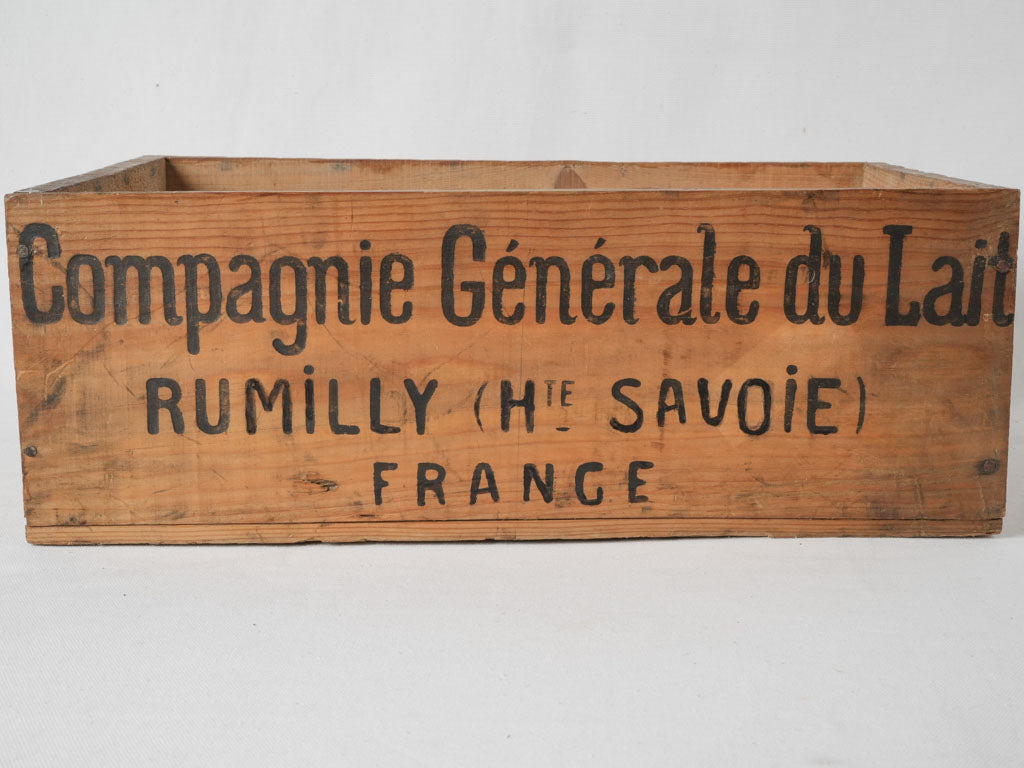 Compagnie Générale du Lait
RUMILLY (HTE SAVOIE)
FRANCE